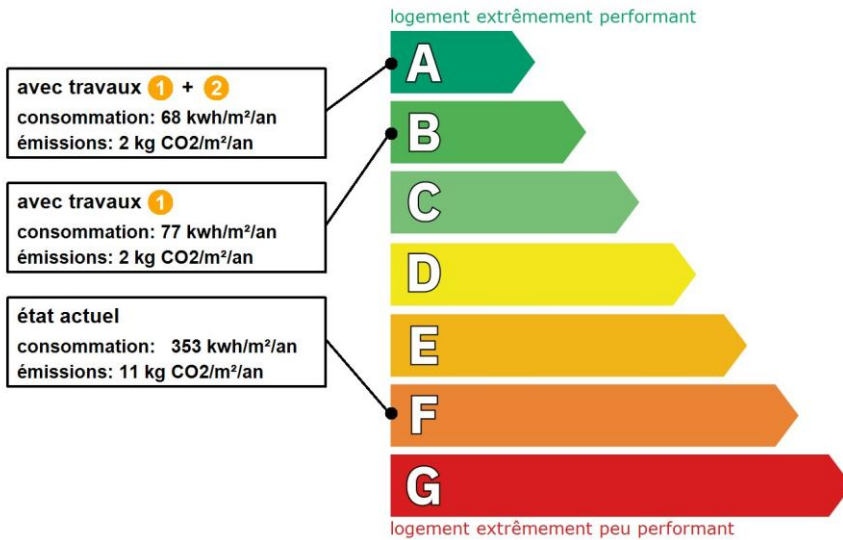 logement extrêmement performant
A
avec travaux 1 + 2
consommation: 68 kwh/m²/an
émissions: 2 kg CO2/m²/an
B
avec travaux 1
consommation: 77 kwh/m²/an
émissions: 2 kg CO2/m²/an
C
D
état actuel
consommation: 353 kwh/m²/an
émissions: 11 kg CO2/m²/an
E
F
G
logement extrêmement peu performant